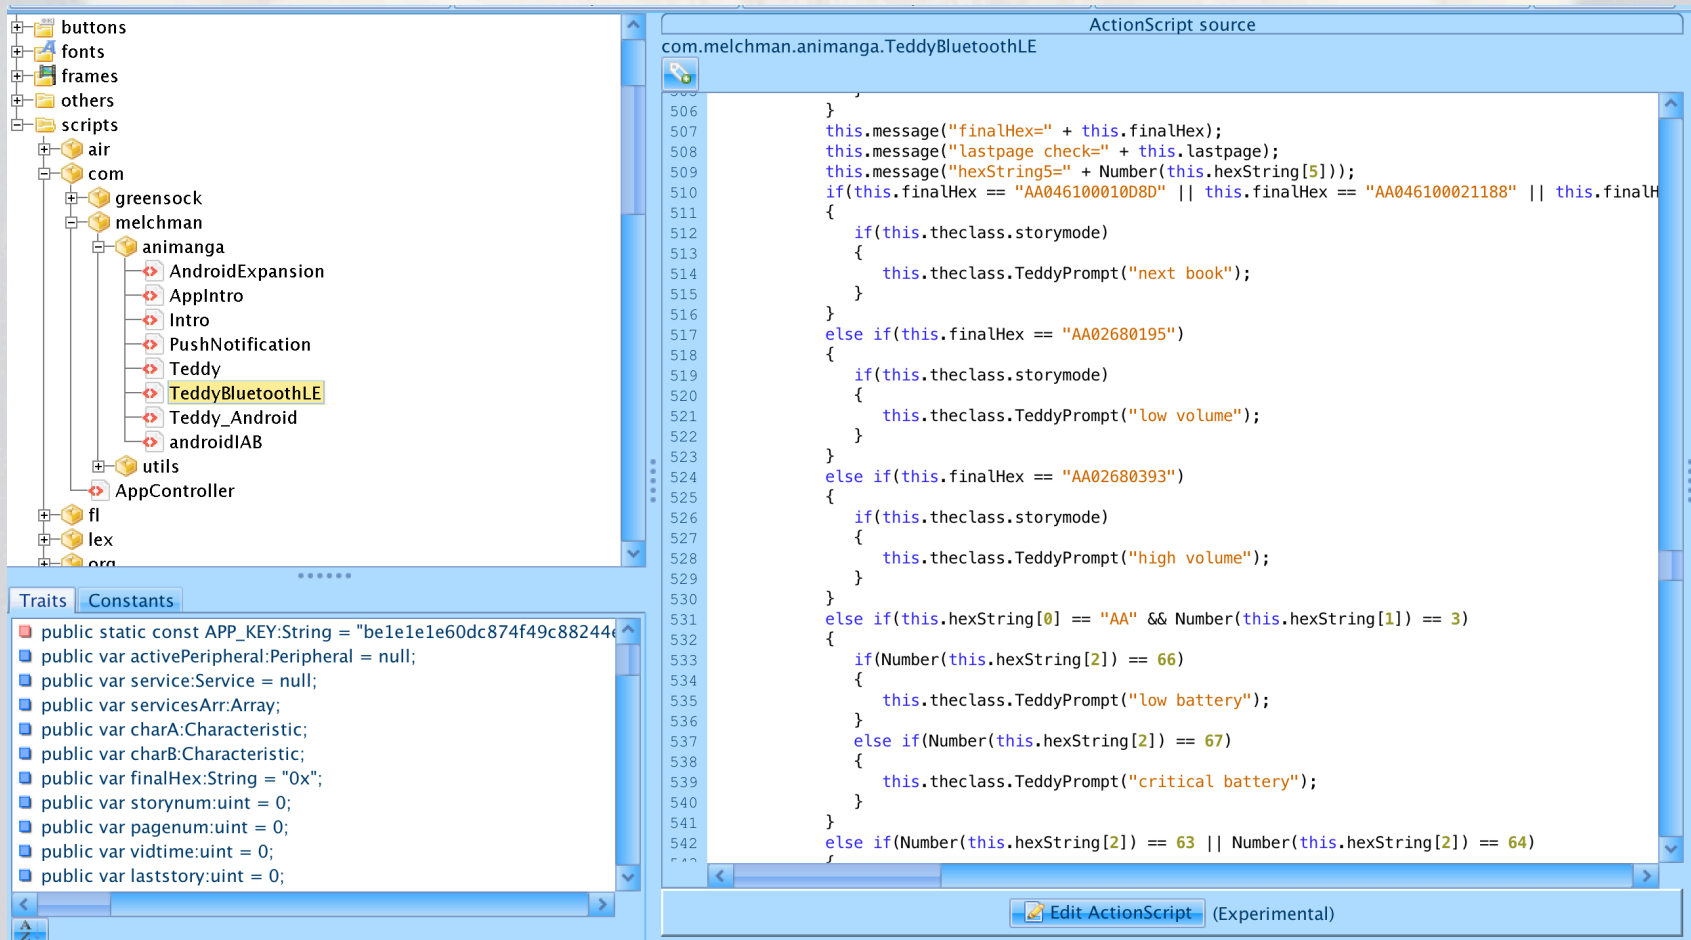 buttons
fonts
frames
others
scripts
air
com
greensock
melchman
animanga
AndroidExpansion
AppIntro
Intro
PushNotification
Teddy
TeddyBluetoothLE
Teddy_Android
androidIAB
utils
AppController
fl
lex
org
Traits
Constants
public static const APP_KEY:String = "be1e1e1e60dc874f49c88244
public var activePeripheral:Peripheral = null;
public var service:Service = null;
public var servicesArr:Array;
public var charA:Characteristic;
public var charB:Characteristic;
public var finalHex:String = "0x";
public var storynum:uint = 0;
public var pagenum:uint = 0;
public var vidtime:uint = 0;
public var laststory:uint = 0;
ActionScript source
com.melchman.animanga.TeddyBluetoothLE
505 }
506 }
507 this.message("finalHex=" + this.finalHex);
508 this.message("lastpage check=" + this.lastpage);
509 this.message("hexString5=" + Number(this.hexString[5]));
510 if(this.finalHex == "AA046100010D8D" || this.finalHex == "AA046100021188" || this.finalH
511 {
512 if(this.theclass.storymode)
513 {
514 this.theclass.TeddyPrompt("next book");
515 }
516 }
517 else if(this.finalHex == "AA02680195")
518 {
519 if(this.theclass.storymode)
520 {
521 this.theclass.TeddyPrompt("low volume");
522 }
523 }
524 else if(this.finalHex == "AA02680393")
525 {
526 if(this.theclass.storymode)
527 {
528 this.theclass.TeddyPrompt("high volume");
529 }
530 }
531 else if(this.hexString[0] == "AA" && Number(this.hexString[1]) == 3)
532 {
533 if(Number(this.hexString[2]) == 66)
534 {
535 this.theclass.TeddyPrompt("low battery");
536 }
537 else if(Number(this.hexString[2]) == 67)
538 {
539 this.theclass.TeddyPrompt("critical battery");
540 }
541 }
542 else if(Number(this.hexString[2]) == 63 || Number(this.hexString[2]) == 64)
543 {
Edit ActionScript (Experimental)